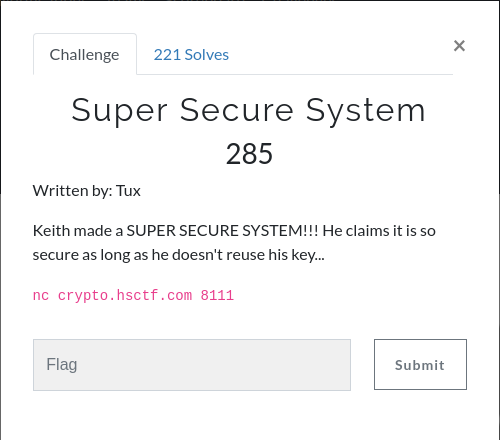 Challenge
221 Solves
×
Super Secure System
285
Written by: Tux
Keith made a SUPER SECURE SYSTEM!!! He claims it is so
secure as long as he doesn't reuse his key...
nc crypto.hsctf.com 8111
Flag
Submit